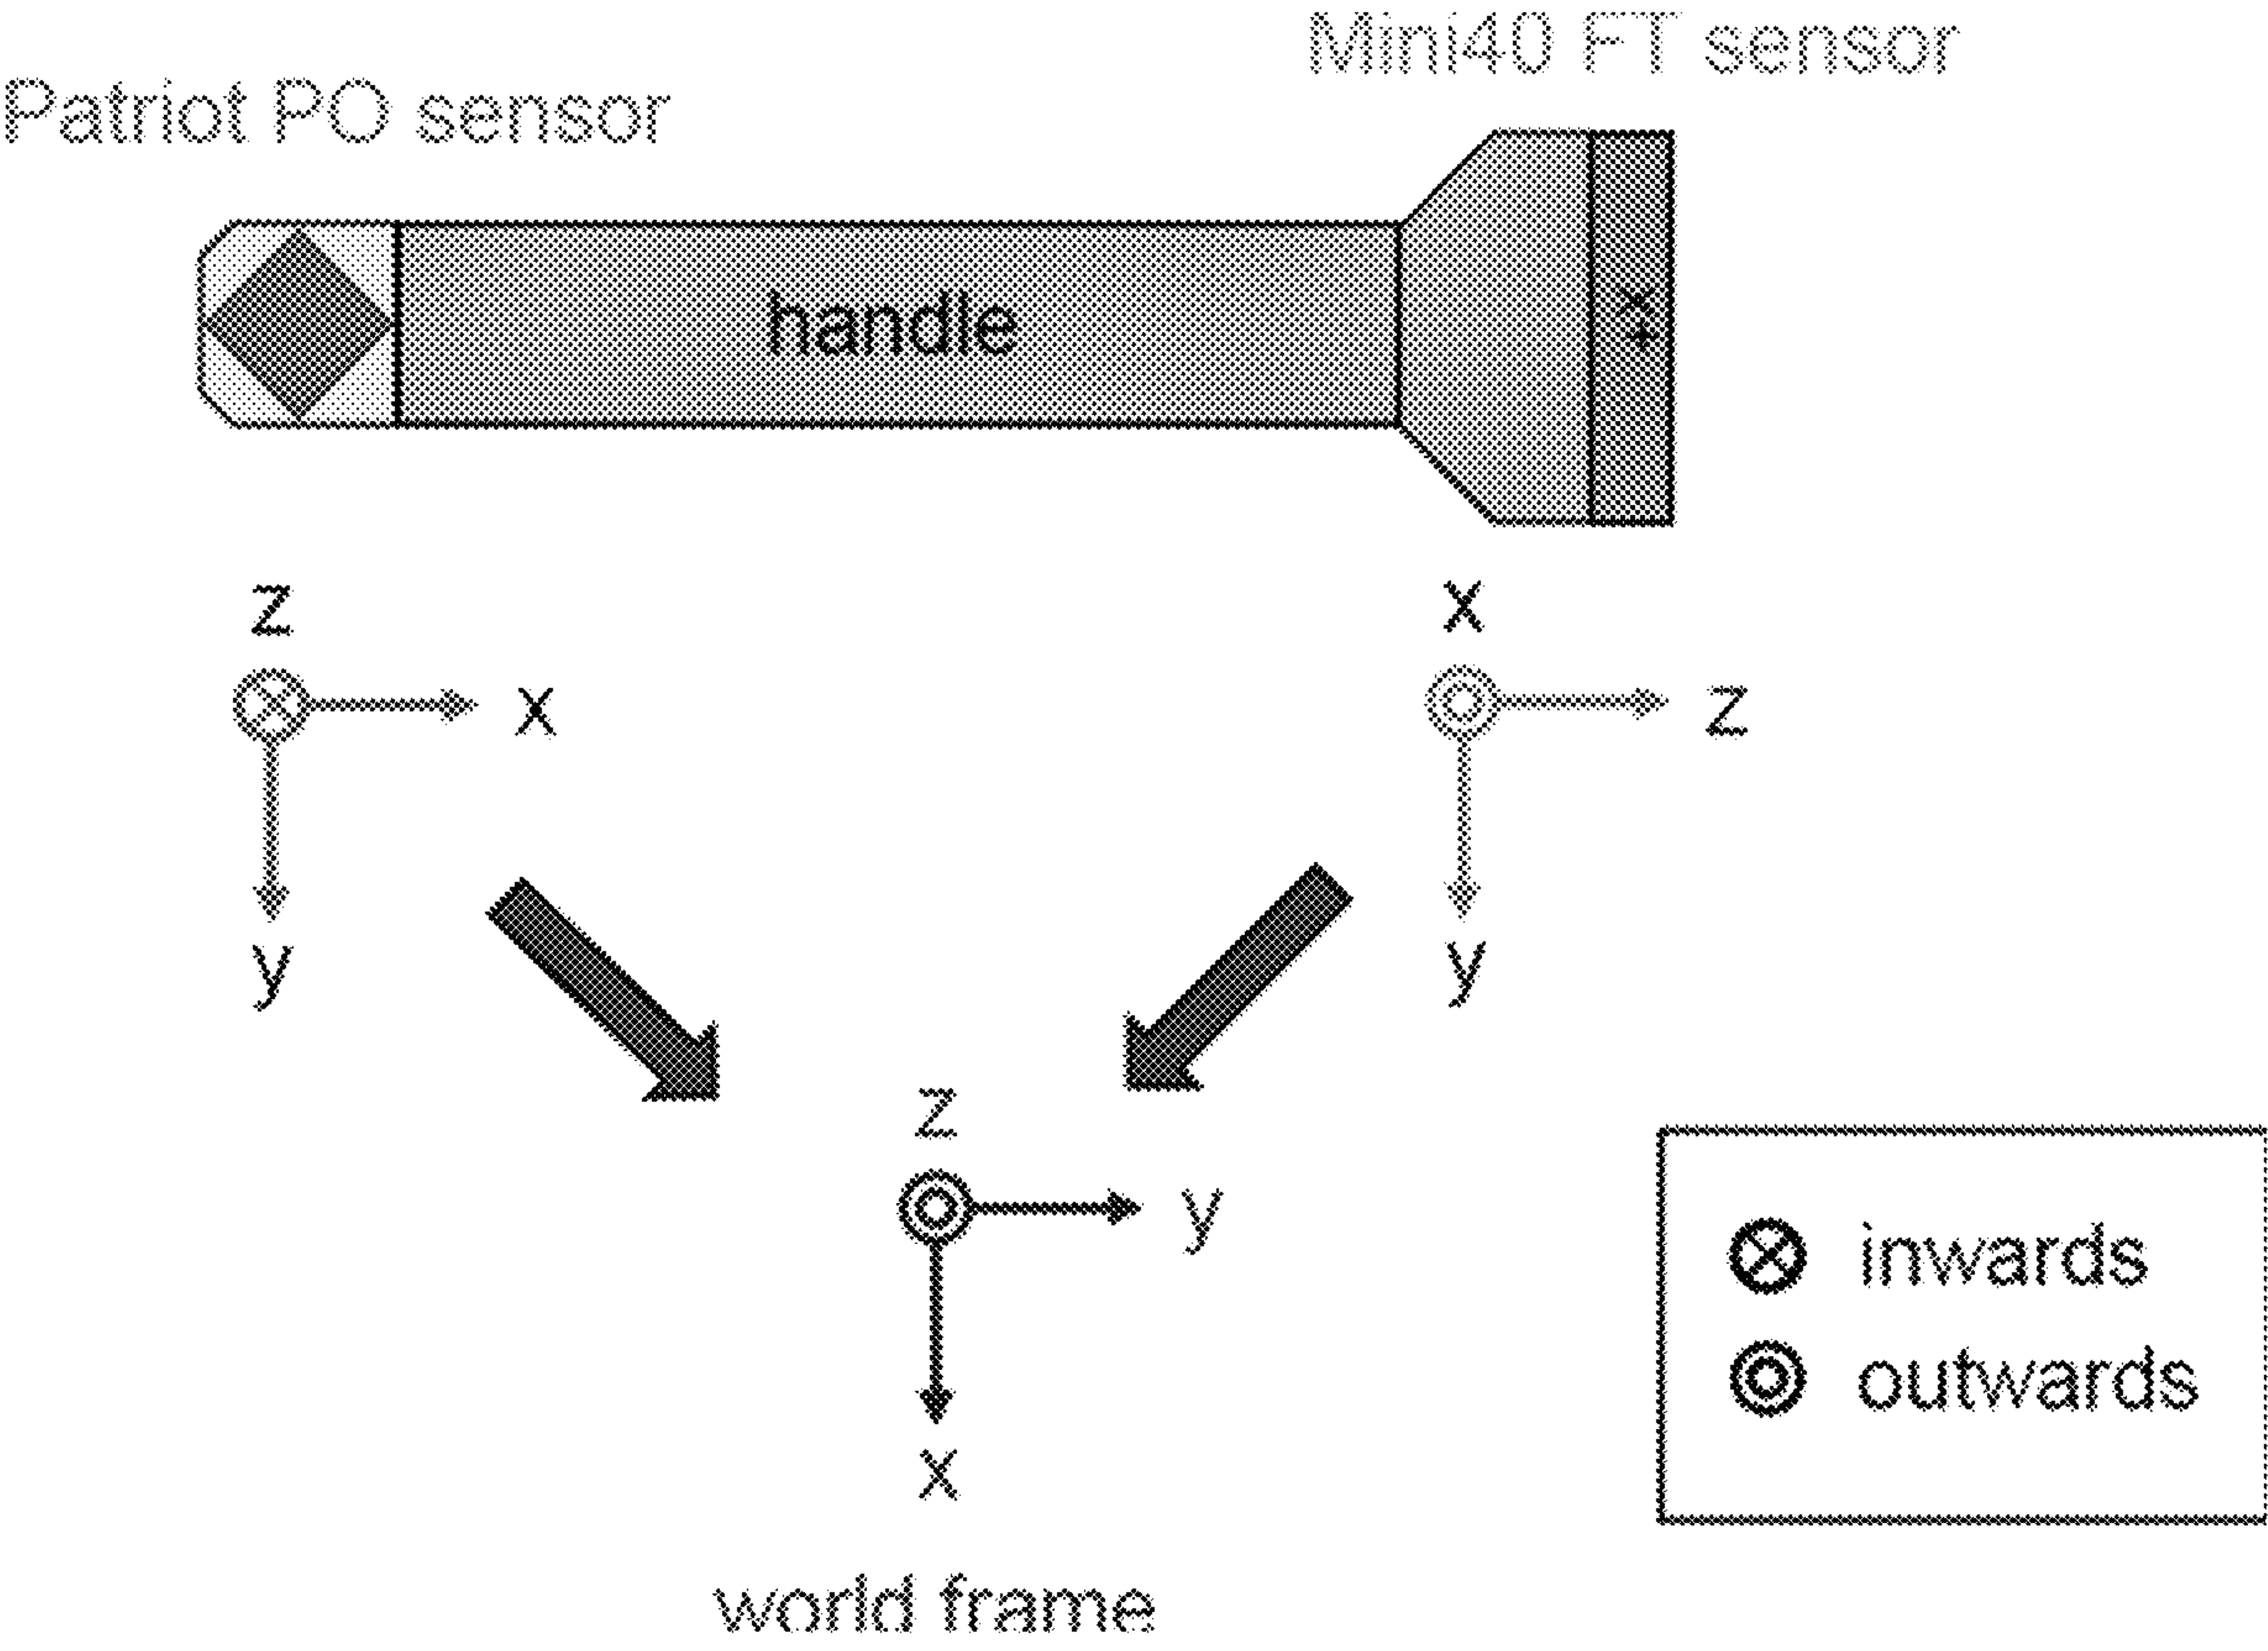 Mini40 FT sensor
Patriot PO sensor
handle
x
+
z
x
y
x
z
y
z
y
x
world frame
inwards
outwards